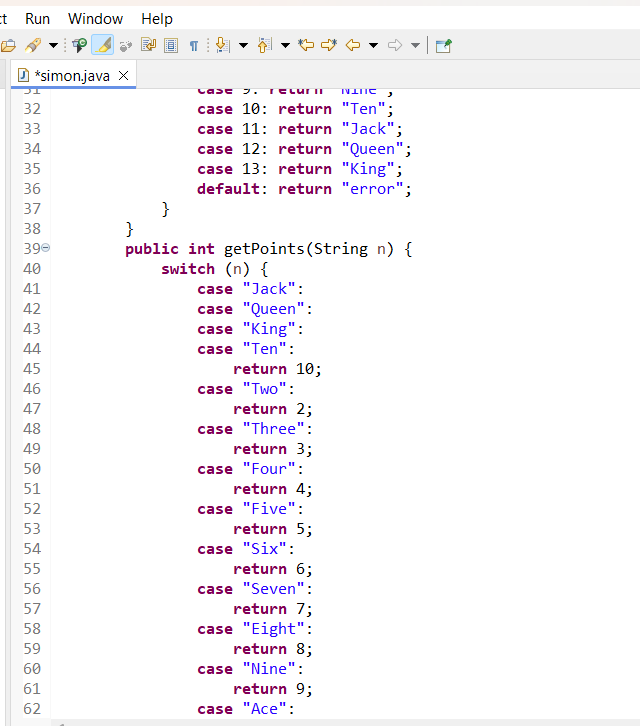 ct Run Window Help
*simon.java
31 case 9: return "Nine";
32 case 10: return "Ten";
33 case 11: return "Jack";
34 case 12: return "Queen";
35 case 13: return "King";
36 default: return "error";
37 }
38 }
39 public int getPoints(String n) {
40 switch (n) {
41 case "Jack":
42 case "Queen":
43 case "King":
44 case "Ten":
45 return 10;
46 case "Two":
47 return 2;
48 case "Three":
49 return 3;
50 case "Four":
51 return 4;
52 case "Five":
53 return 5;
54 case "Six":
55 return 6;
56 case "Seven":
57 return 7;
58 case "Eight":
59 return 8;
60 case "Nine":
61 return 9;
62 case "Ace":